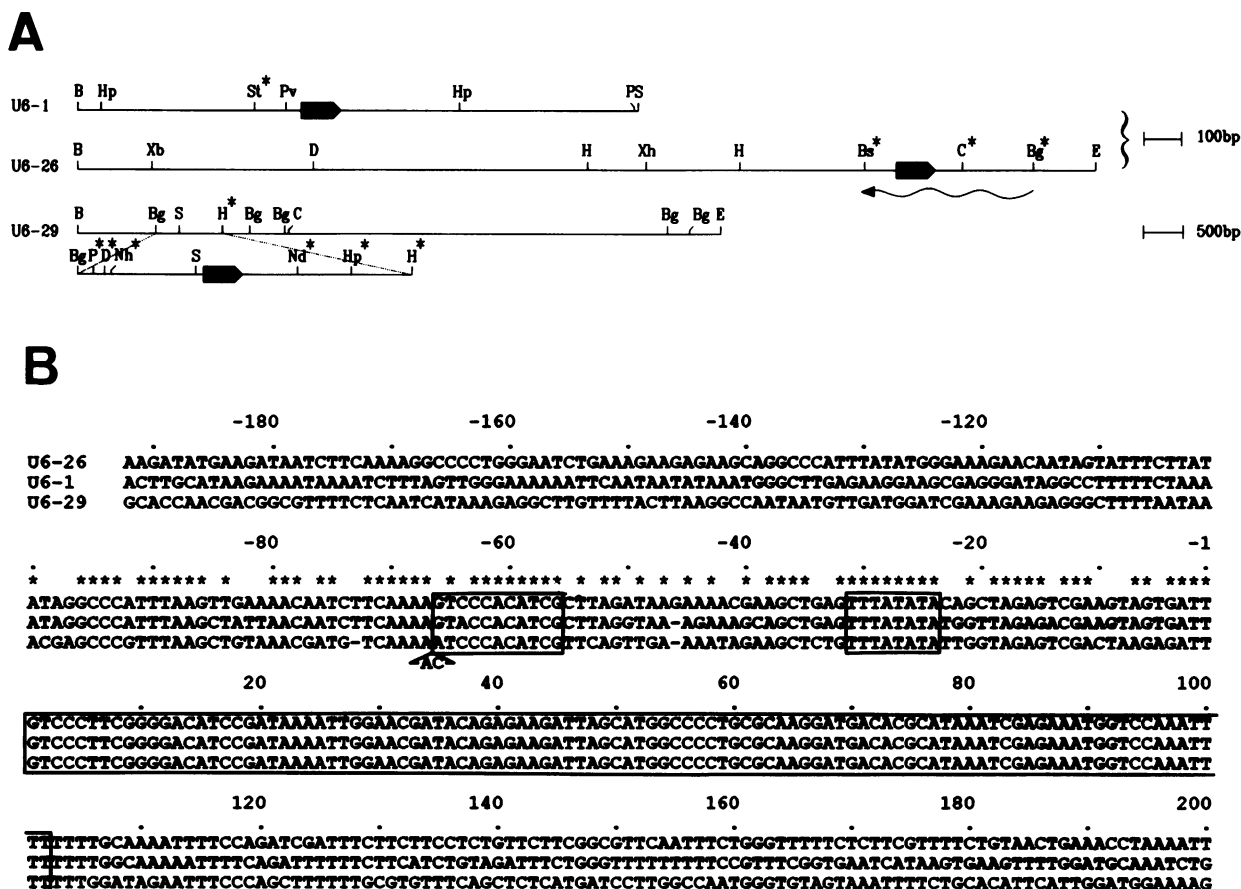 A
B Hp St* Pv Hp PS
U6-1
100bp
B Xb D H Xh H Bs* C* Bg* E
U6-26
B Bg S H* Bg Bg C Bg Bg E
U6-29
500bp
Bg P* D* Nh* S Nd* Hp* H*
B
-180 -160 -140 -120
U6-26 AAGATATGAAGATAATCTTCAAAAGGCCCCTGGGAATCTGAAAGAAGAGAAGCAGGCCCATTTATATGGGAAAGAACAATAGTATTTCTTAT
U6-1 ACTTGCATAAGAAAATAAAATCTTTAGTTGGGAAAAAATTCAATAATATAAATGGGCTTGAGAAGGAAGCGAGGGATAGGCCTTTTTCTAAA
U6-29 GCACCAACGACGGCGTTTTCTCAATCATAAAGAGGCTTGTTTTACTTAAGGCCAATAATGTTGATGGATCGAAAGAAGAGGGCTTTTAATAA
-80 -60 -40 -20 -1
ATAGGCCCATTTAAGTTGAAAACAATCTTCAAAAGTCCCACATCGCTTAGATAAGAAAACGAAGCTGAGTTTATATACAGCTAGAGTCGAAGTAGTGATT
ATAGGCCCATTTAAGCTATTAACAATCTTCAAAAGTACCACATCGCTTAGGTAA-AGAAAGCAGCTGAGTTTATATATGGTTAGAGACGAAGTAGTGATT
ACGAGCCCGTTTAAGCTGTAAACGATG-TCAAAAATCCCACATCGTTCAGTTGA-AAATAGAAGCTCTGTTTATATATTGGTAGAGTCGACTAAGAGATT
AC
20 40 60 80 100
GTCCCTTCGGGGACATCCGATAAAATTGGAACGATACAGAGAAGATTAGCATGGCCCCTGCGCAAGGATGACACGCATAAATCGAGAAATGGTCCAAATT
GTCCCTTCGGGGACATCCGATAAAATTGGAACGATACAGAGAAGATTAGCATGGCCCCTGCGCAAGGATGACACGCATAAATCGAGAAATGGTCCAAATT
GTCCCTTCGGGGACATCCGATAAAATTGGAACGATACAGAGAAGATTAGCATGGCCCCTGCGCAAGGATGACACGCATAAATCGAGAAATGGTCCAAATT
120 140 160 180 200
TTTTTTGCAAAATTTTCCAGATCGATTTCTTCTTCCTCTGTTCTTCGGCGTTCAATTTCTGGGTTTTTCTCTTCGTTTTCTGTAACTGAAACCTAAAATT
TTTTTTGGCAAAAATTTTCAGATTTTTTCTTCATCTGTAGATTTCTGGGTTTTTTTTTTCCGTTTCGGTGAATCATAAGTGAAGTTTTGGATGCAAATCTG
TTTTTGGATAGAATTTCCCAGCTTTTTTGCGTGTTTCAGCTCTCATGATCCTTGGCCAATGGGTGTAGTAAATTTTCTGCACATTCATTGGATGGAAAAG